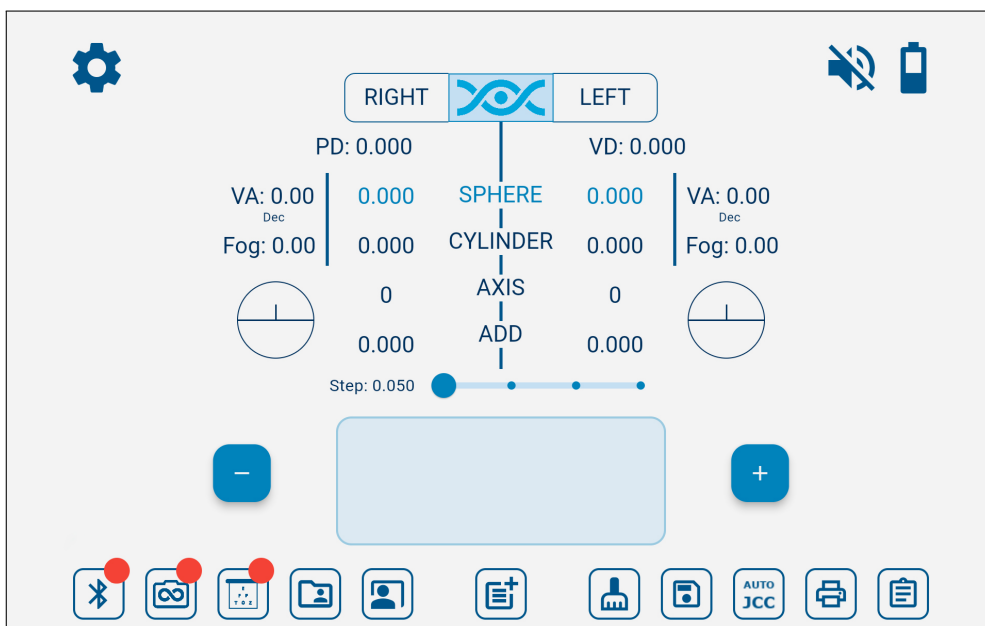 RIGHT LEFT
PD: 0.000 VD: 0.000
VA: 0.00 0.000 SPHERE 0.000 VA: 0.00
Dec Dec
Fog: 0.00 0.000 CYLINDER 0.000 Fog: 0.00
0 AXIS 0
0.000 ADD 0.000
Step: 0.050
− +
AUTO
JCC